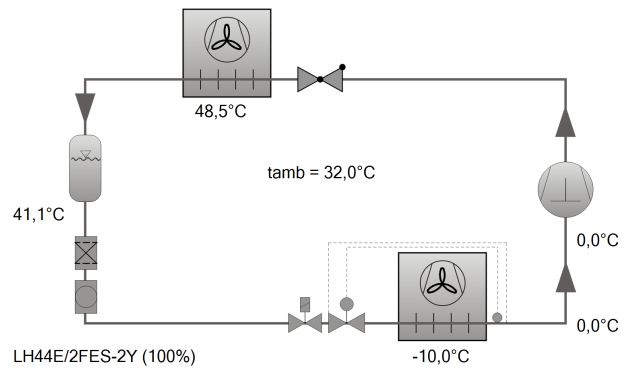 48,5°C
tamb = 32,0°C
41,1°C
0,0°C
0,0°C
LH44E/2FES-2Y (100%)
-10,0°C